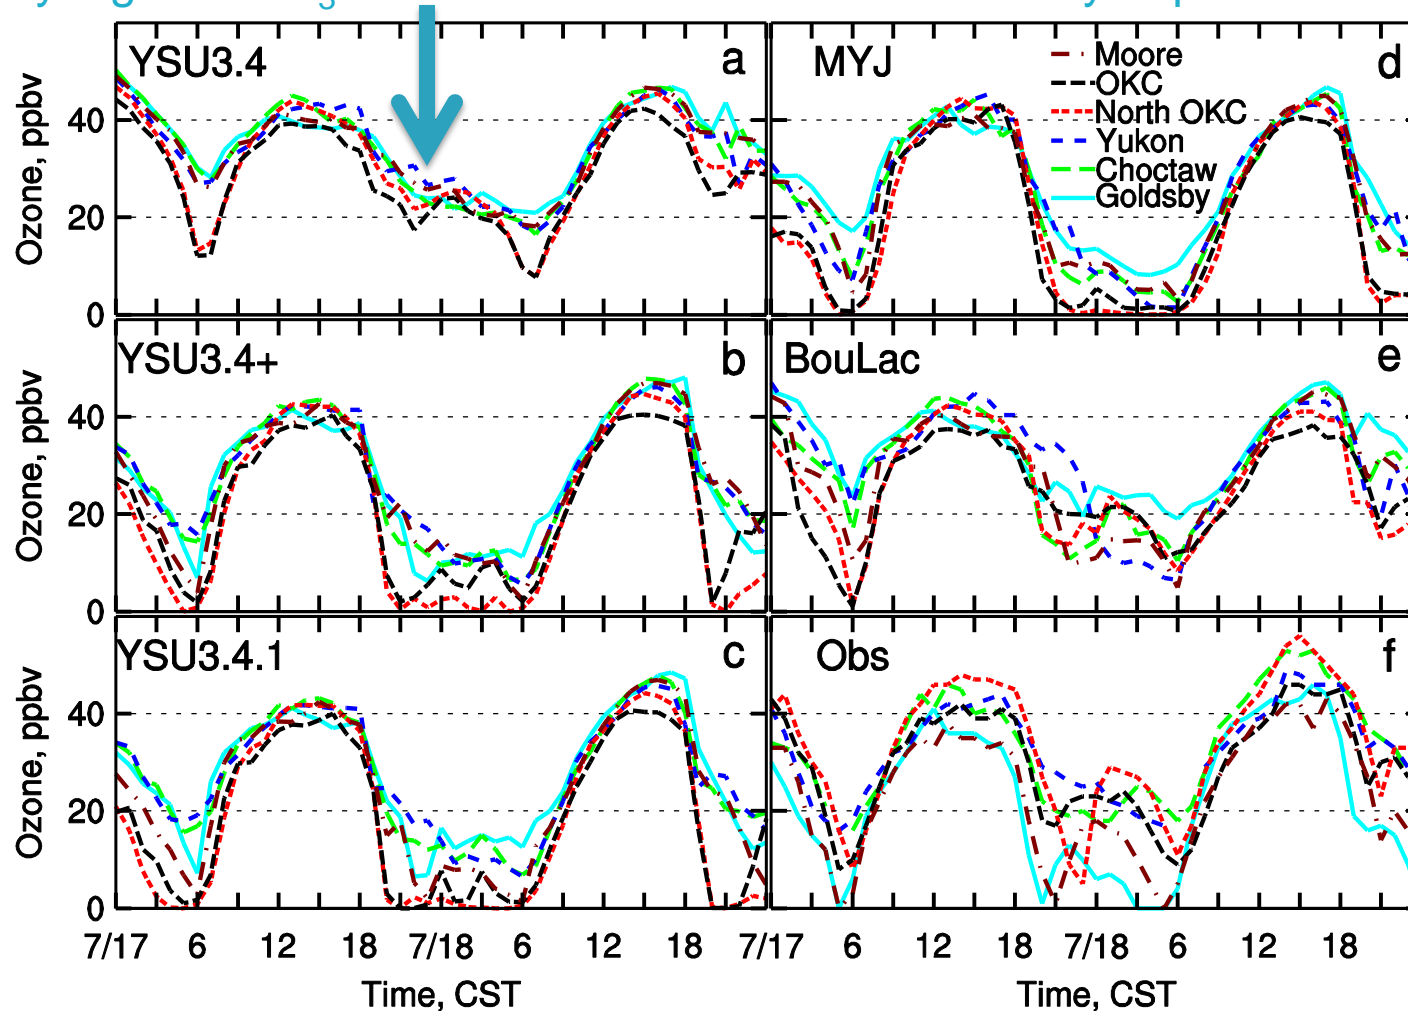 3
YSU3.4
a
Ozone, ppbv
40
20
0
MYJ
d
Moore
OKC
North OKC
Yukon
Choctaw
Goldsby
YSU3.4+
b
Ozone, ppbv
40
20
0
BouLac
e
YSU3.4.1
c
Ozone, ppbv
40
20
0
Obs
f
7/17 6 12 18 7/18 6 12 18 7/17 6 12 18 7/18 6 12 18
Time, CST
Time, CST